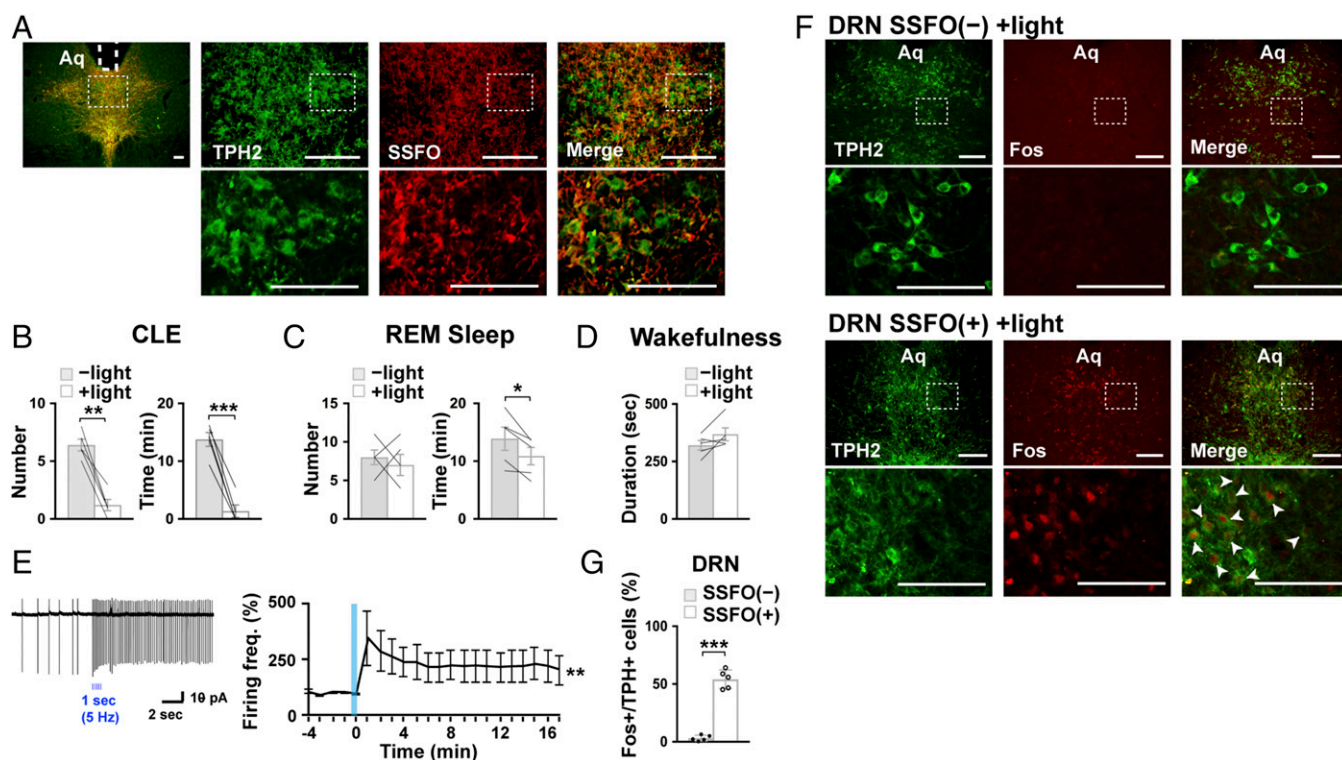 A
Aq
TPH2
SSFO
Merge
B
CLE
−light
+light
10
5
0
Number
**
20
10
0
Time (min)
***
C
REM Sleep
−light
+light
15
10
5
0
Number
20
10
0
Time (min)
*
D
Wakefulness
−light
+light
500
250
0
Duration (sec)
E
1 sec
(5 Hz)
2 sec
10 pA
Firing freq. (%)
500
250
0
-4
0
4
8
12
16
Time (min)
**
F
DRN SSFO(−) +light
Aq
TPH2
Fos
Merge
DRN SSFO(+) +light
Aq
Aq
Aq
TPH2
Fos
Merge
G
DRN
SSFO(−)
SSFO(+)
Fos+/TPH+ cells (%)
100
50
0
***